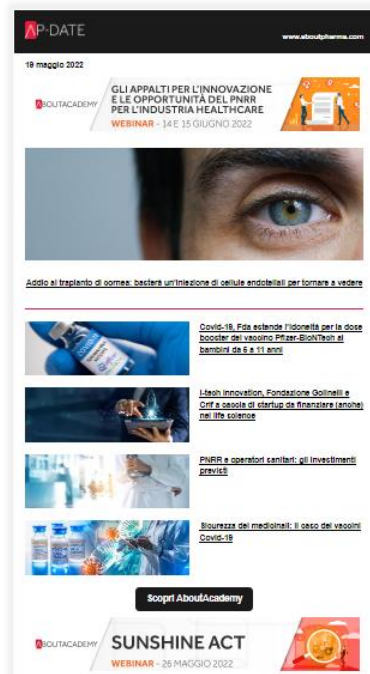 AP-DATE
www.aboutpharma.com
19 maggio 2022
ABOUTACADEMY
GLI APPALTI PER L'INNOVAZIONE
E LE OPPORTUNITÀ DEL PNRR
PER L'INDUSTRIA HEALTHCARE
WEBINAR - 14 E 15 GIUGNO 2022
Addio al trapianto di cornea: basterà un'iniezione di cellule endoteliali per tornare a vedere
COVID-19
Covid-19, Fda estende l'idoneità per la dose
booster del vaccino Pfizer-BioNTech ai
bambini da 5 a 11 anni
I-tech Innovation, Fondazione Golinelli e
Crif a caccia di startup da finanziare (anche)
nel life science
PNRR e operatori sanitari: gli investimenti
previsti
Sicurezza dei medicinali: il caso dei vaccini
Covid-19
Scopri AboutAcademy
ABOUTACADEMY
SUNSHINE ACT
WEBINAR - 26 MAGGIO 2022